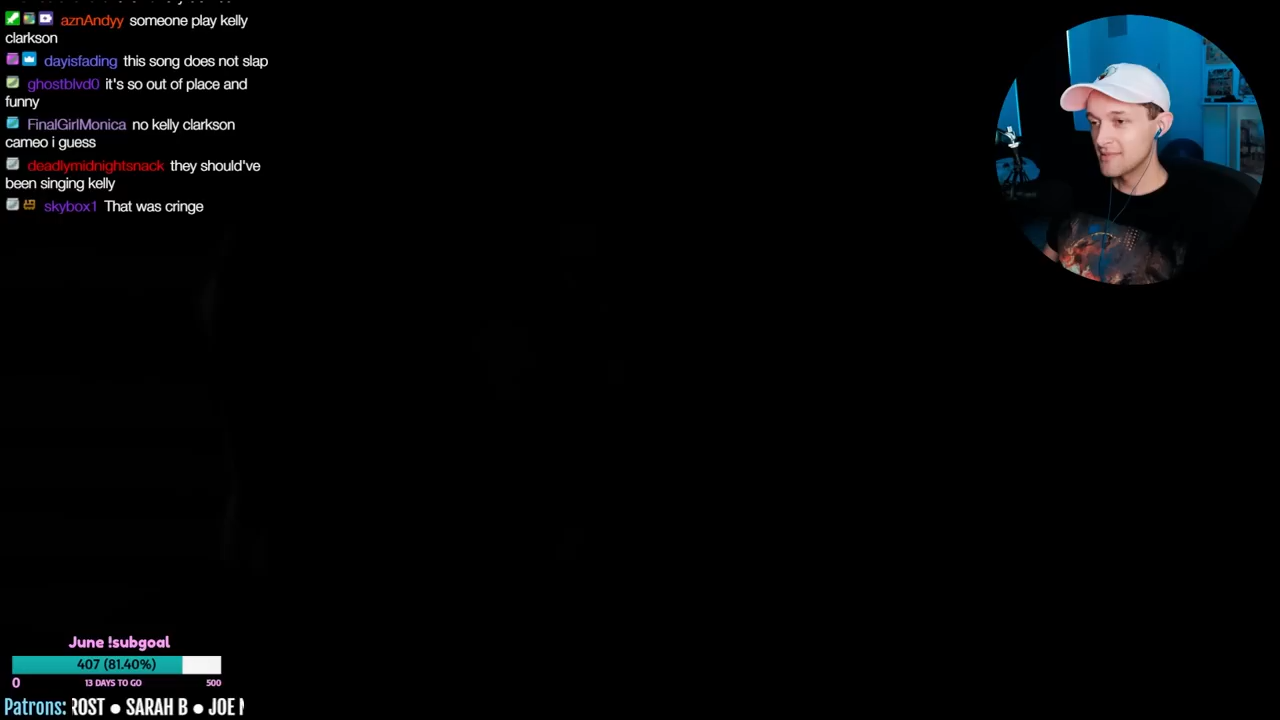 aznAndyy someone play kelly
clarkson
dayisfading this song does not slap
ghostblvd0 it's so out of place and
funny
FinalGirlMonica no kelly clarkson
cameo i guess
deadlymidnightsnack they should've
been singing kelly
skybox1 That was cringe
June !subgoal
407 (81.40%)
0 13 DAYS TO GO 500
Patrons: ROST ● SARAH B ● JOE